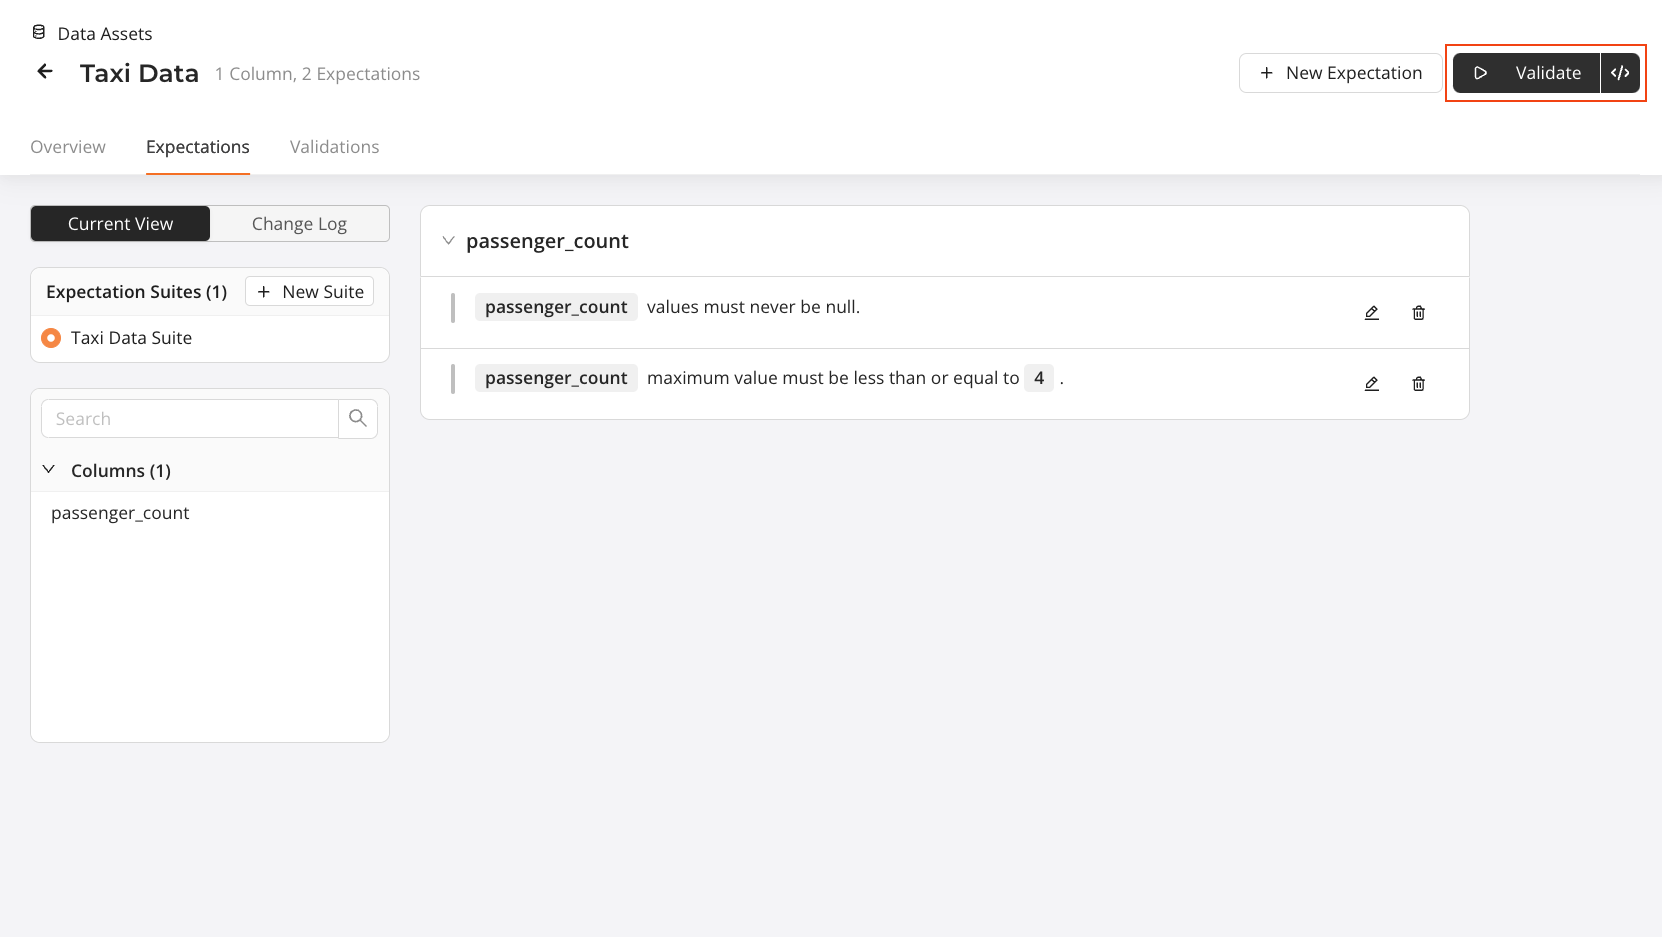 Data Assets
Taxi Data 1 Column, 2 Expectations
New Expectation
Validate </>
Overview Expectations Validations
Current View Change Log
Expectation Suites (1) + New Suite
Taxi Data Suite
Search
Columns (1)
passenger_count
passenger_count
passenger_count values must never be null.
passenger_count maximum value must be less than or equal to 4 .